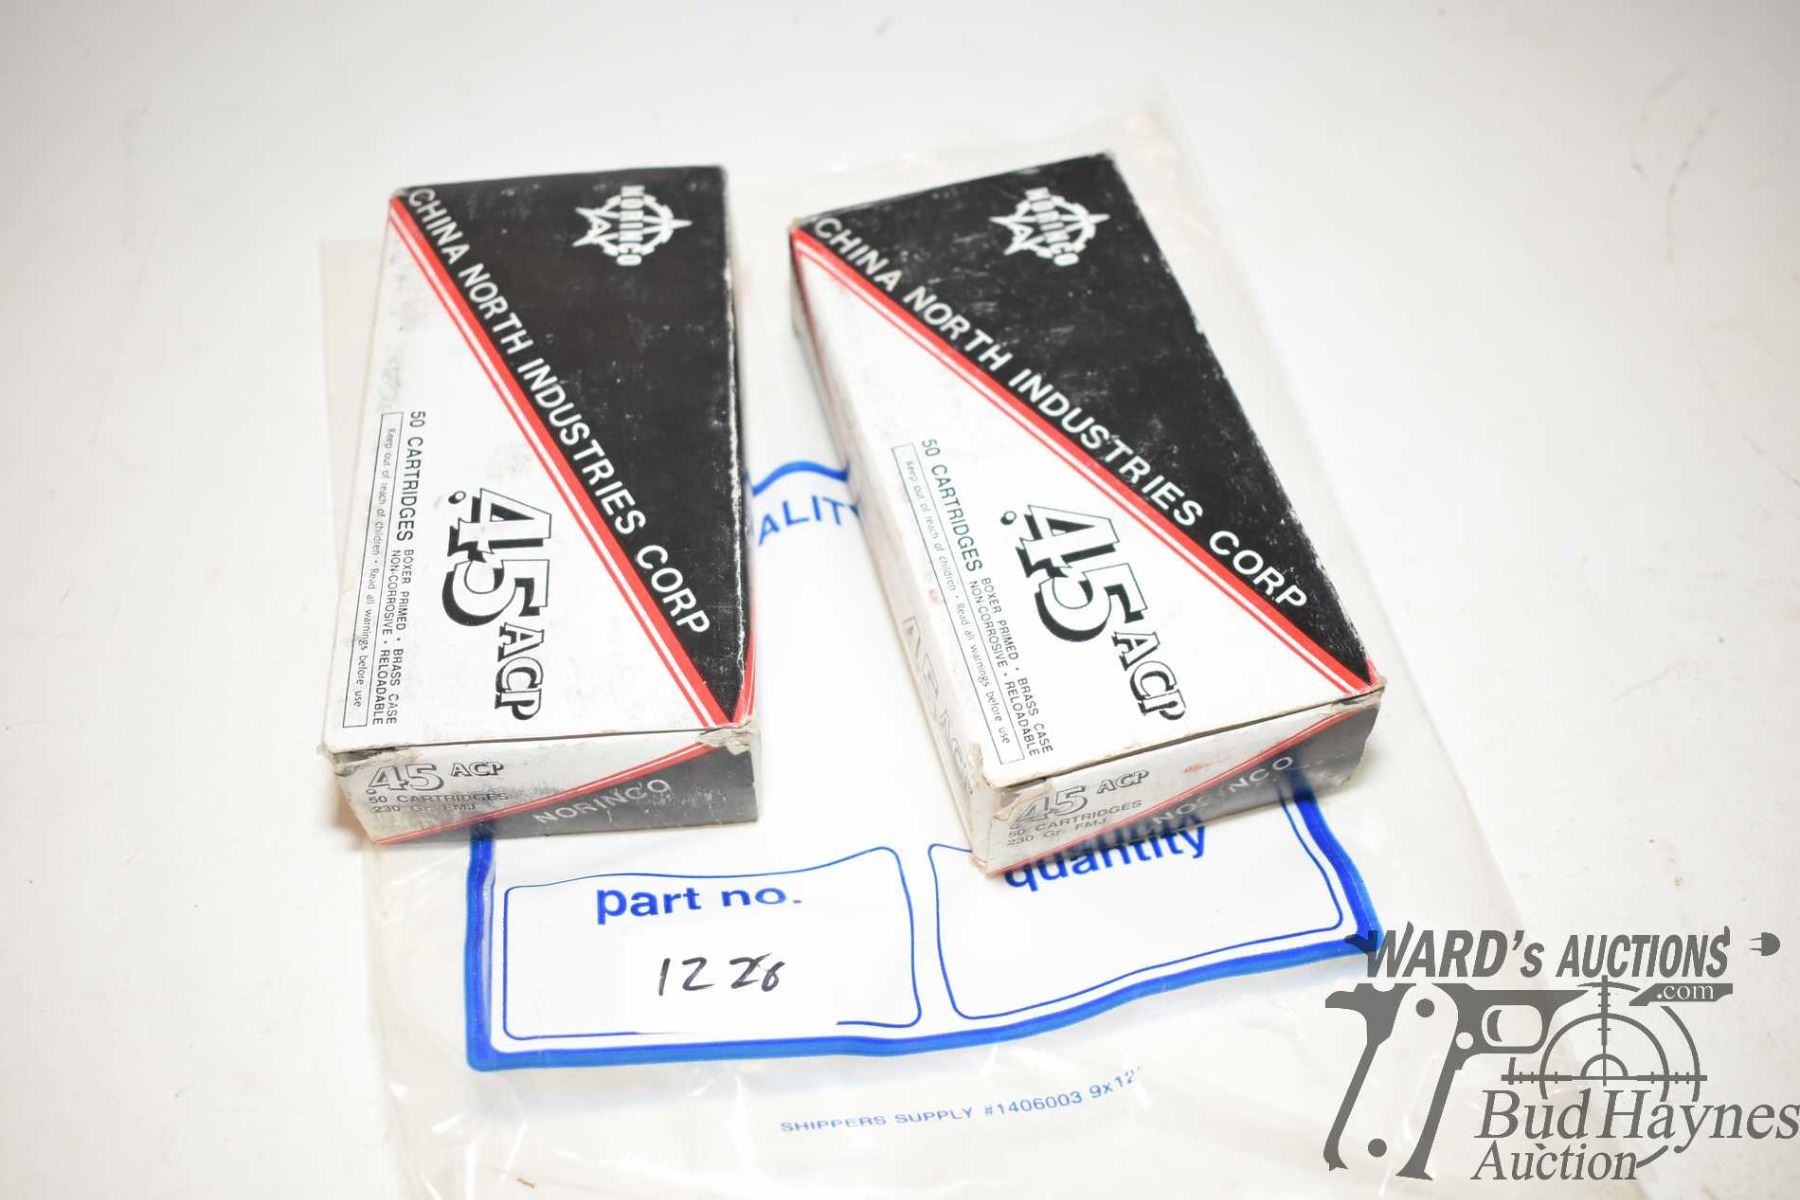 NORINCO
CHINA NORTH INDUSTRIES CORP
.45 ACP
50 CARTRIDGES
BOXER PRIMED • BRASS CASE
NON-CORROSIVE • RELOADABLE
Keep out of reach of children • Read all warnings before use
.45 ACP
50 CARTRIDGES
230 Gr. FMJ
NORINCO
NORINCO
CHINA NORTH INDUSTRIES CORP
.45 ACP
50 CARTRIDGES
BOXER PRIMED • BRASS CASE
NON-CORROSIVE • RELOADABLE
Keep out of reach of children • Read all warnings before use
.45 ACP
50 CARTRIDGES
230 Gr. FMJ
NORINCO
ALITY
part no.
quantity
SHIPPERS SUPPLY #1406003 9x12"
WARD's AUCTIONS
.com
Bud Haynes
Auction